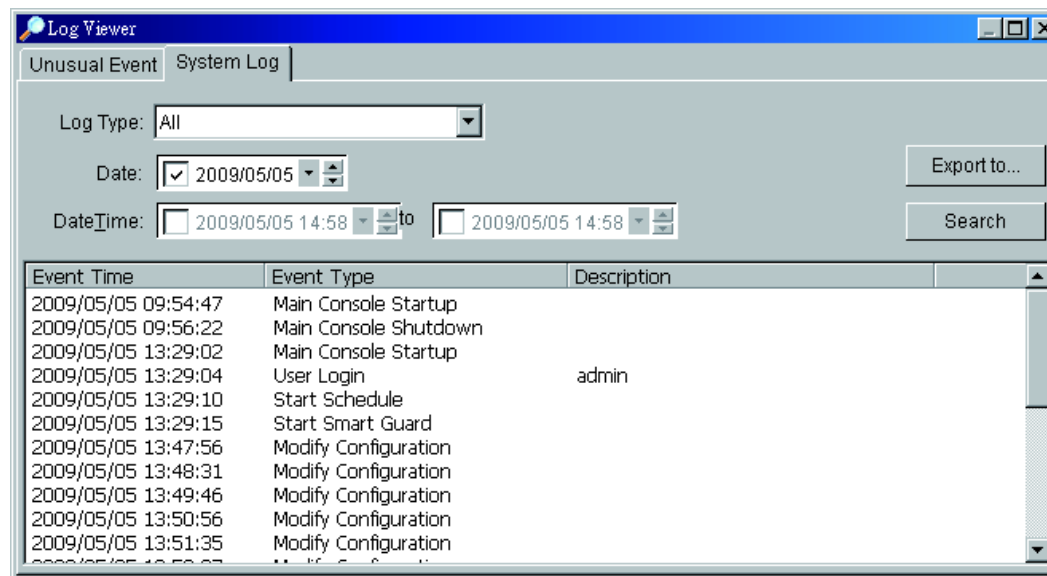 Log Viewer
Unusual Event System Log
Log Type: All
Date: 2009/05/05
Export to...
DateTime: 2009/05/05 14:58 to 2009/05/05 14:58
Search
Event Time Event Type Description
2009/05/05 09:54:47 Main Console Startup
2009/05/05 09:56:22 Main Console Shutdown
2009/05/05 13:29:02 Main Console Startup
2009/05/05 13:29:04 User Login admin
2009/05/05 13:29:10 Start Schedule
2009/05/05 13:29:15 Start Smart Guard
2009/05/05 13:47:56 Modify Configuration
2009/05/05 13:48:31 Modify Configuration
2009/05/05 13:49:46 Modify Configuration
2009/05/05 13:50:56 Modify Configuration
2009/05/05 13:51:35 Modify Configuration